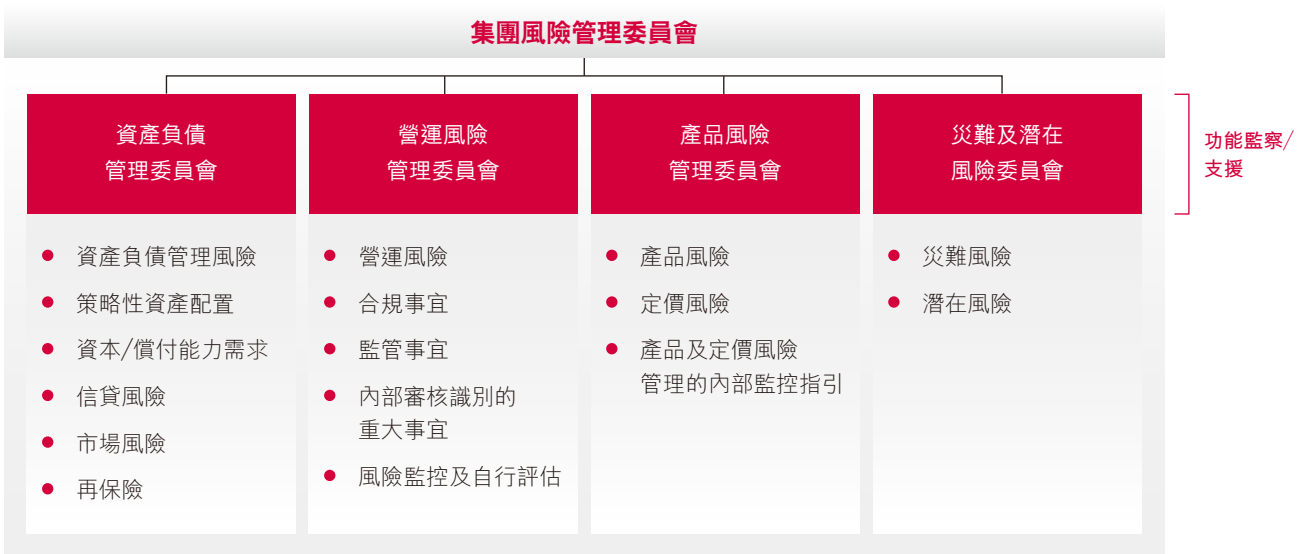 集團風險管理委員會
資產負債
管理委員會
營運風險
管理委員會
產品風險
管理委員會
災難及潛在
風險委員會
功能監察/
支援
資產負債管理風險
策略性資產配置
資本/償付能力需求
信貸風險
市場風險
再保險
營運風險
合規事宜
監管事宜
內部審核識別的
重大事宜
風險監控及自行評估
產品風險
定價風險
產品及定價風險
管理的內部監控指引
災難風險
潛在風險